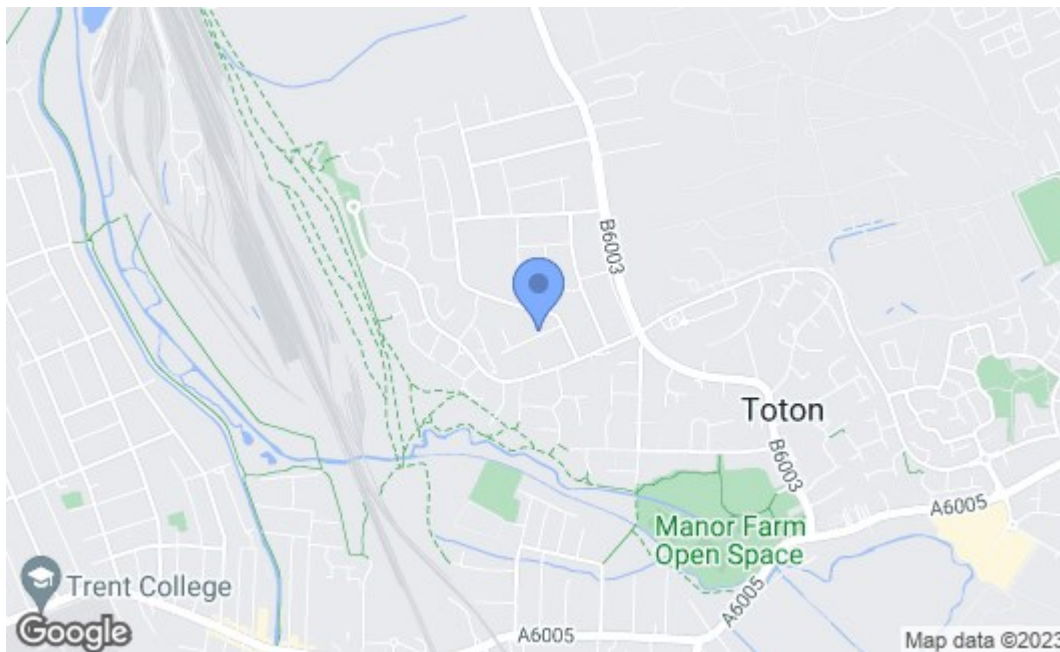 B6003
Toton
B6003
A6005
Manor Farm
Open Space
Trent College
A6005
A6005
Google
Map data ©2023